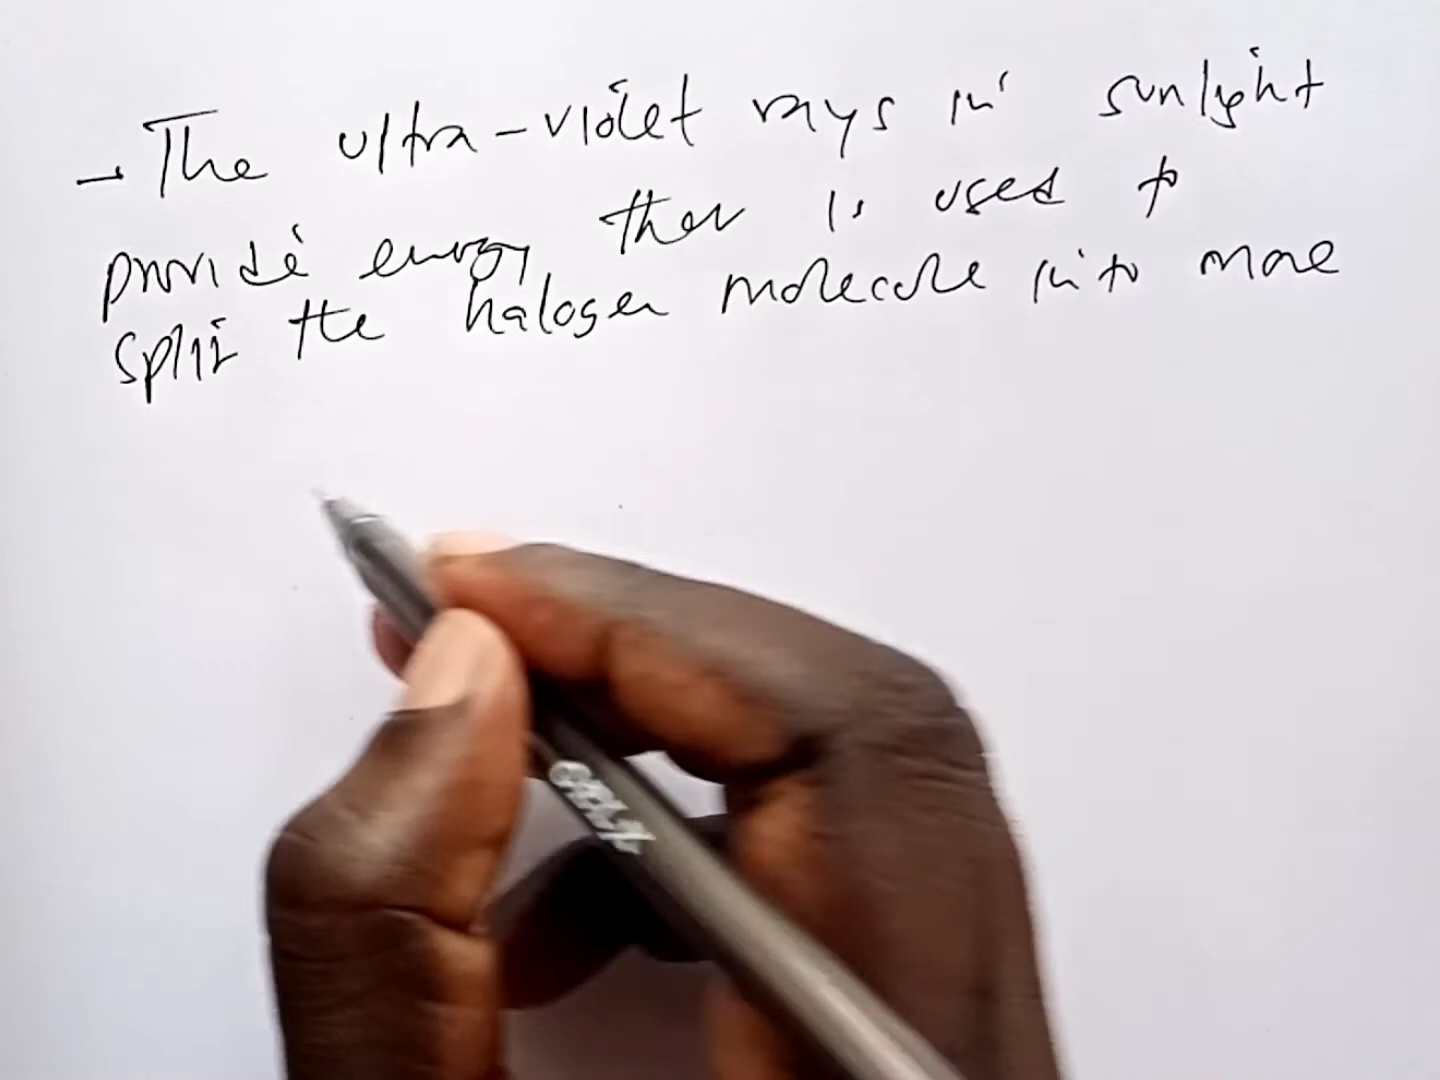 - The ultra-violet rays in sunlight
provide energy that is used to
split the halogen molecule into more